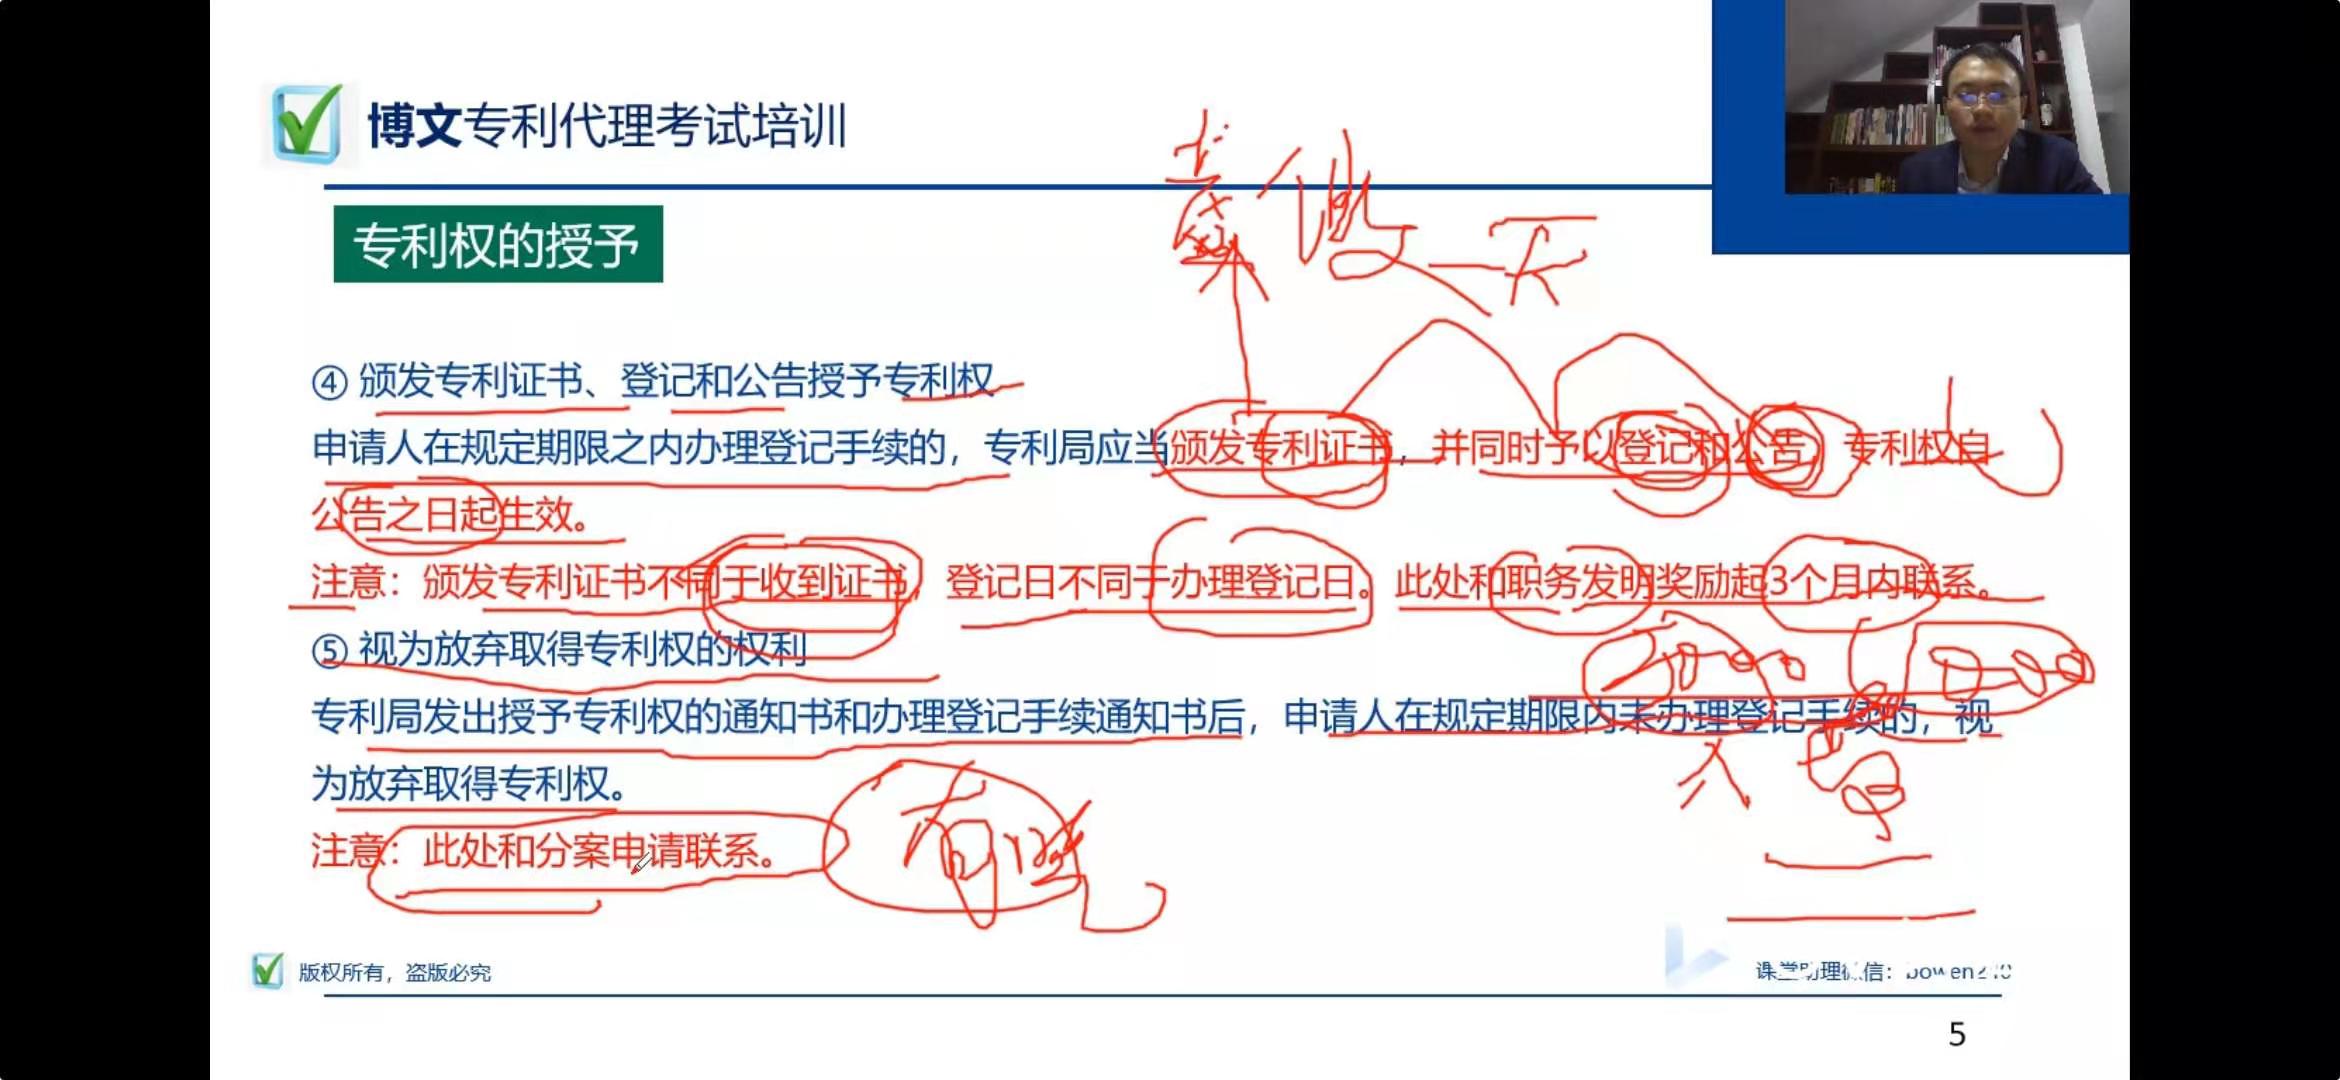 博文专利代理考试培训
专利权的授予
④ 颁发专利证书、登记和公告授予专利权
申请人在规定期限之内办理登记手续的，专利局应当颁发专利证书，并同时予以登记和公告，专利权自
公告之日起生效。
注意：颁发专利证书不同于收到证书，登记日不同于办理登记日。此处和职务发明奖励起3个月内联系。
⑤ 视为放弃取得专利权的权利
专利局发出授予专利权的通知书和办理登记手续通知书后，申请人在规定期限内未办理登记手续的，视
为放弃取得专利权。
注意：此处和分案申请联系。
版权所有，盗版必究
课堂助理微信：
5